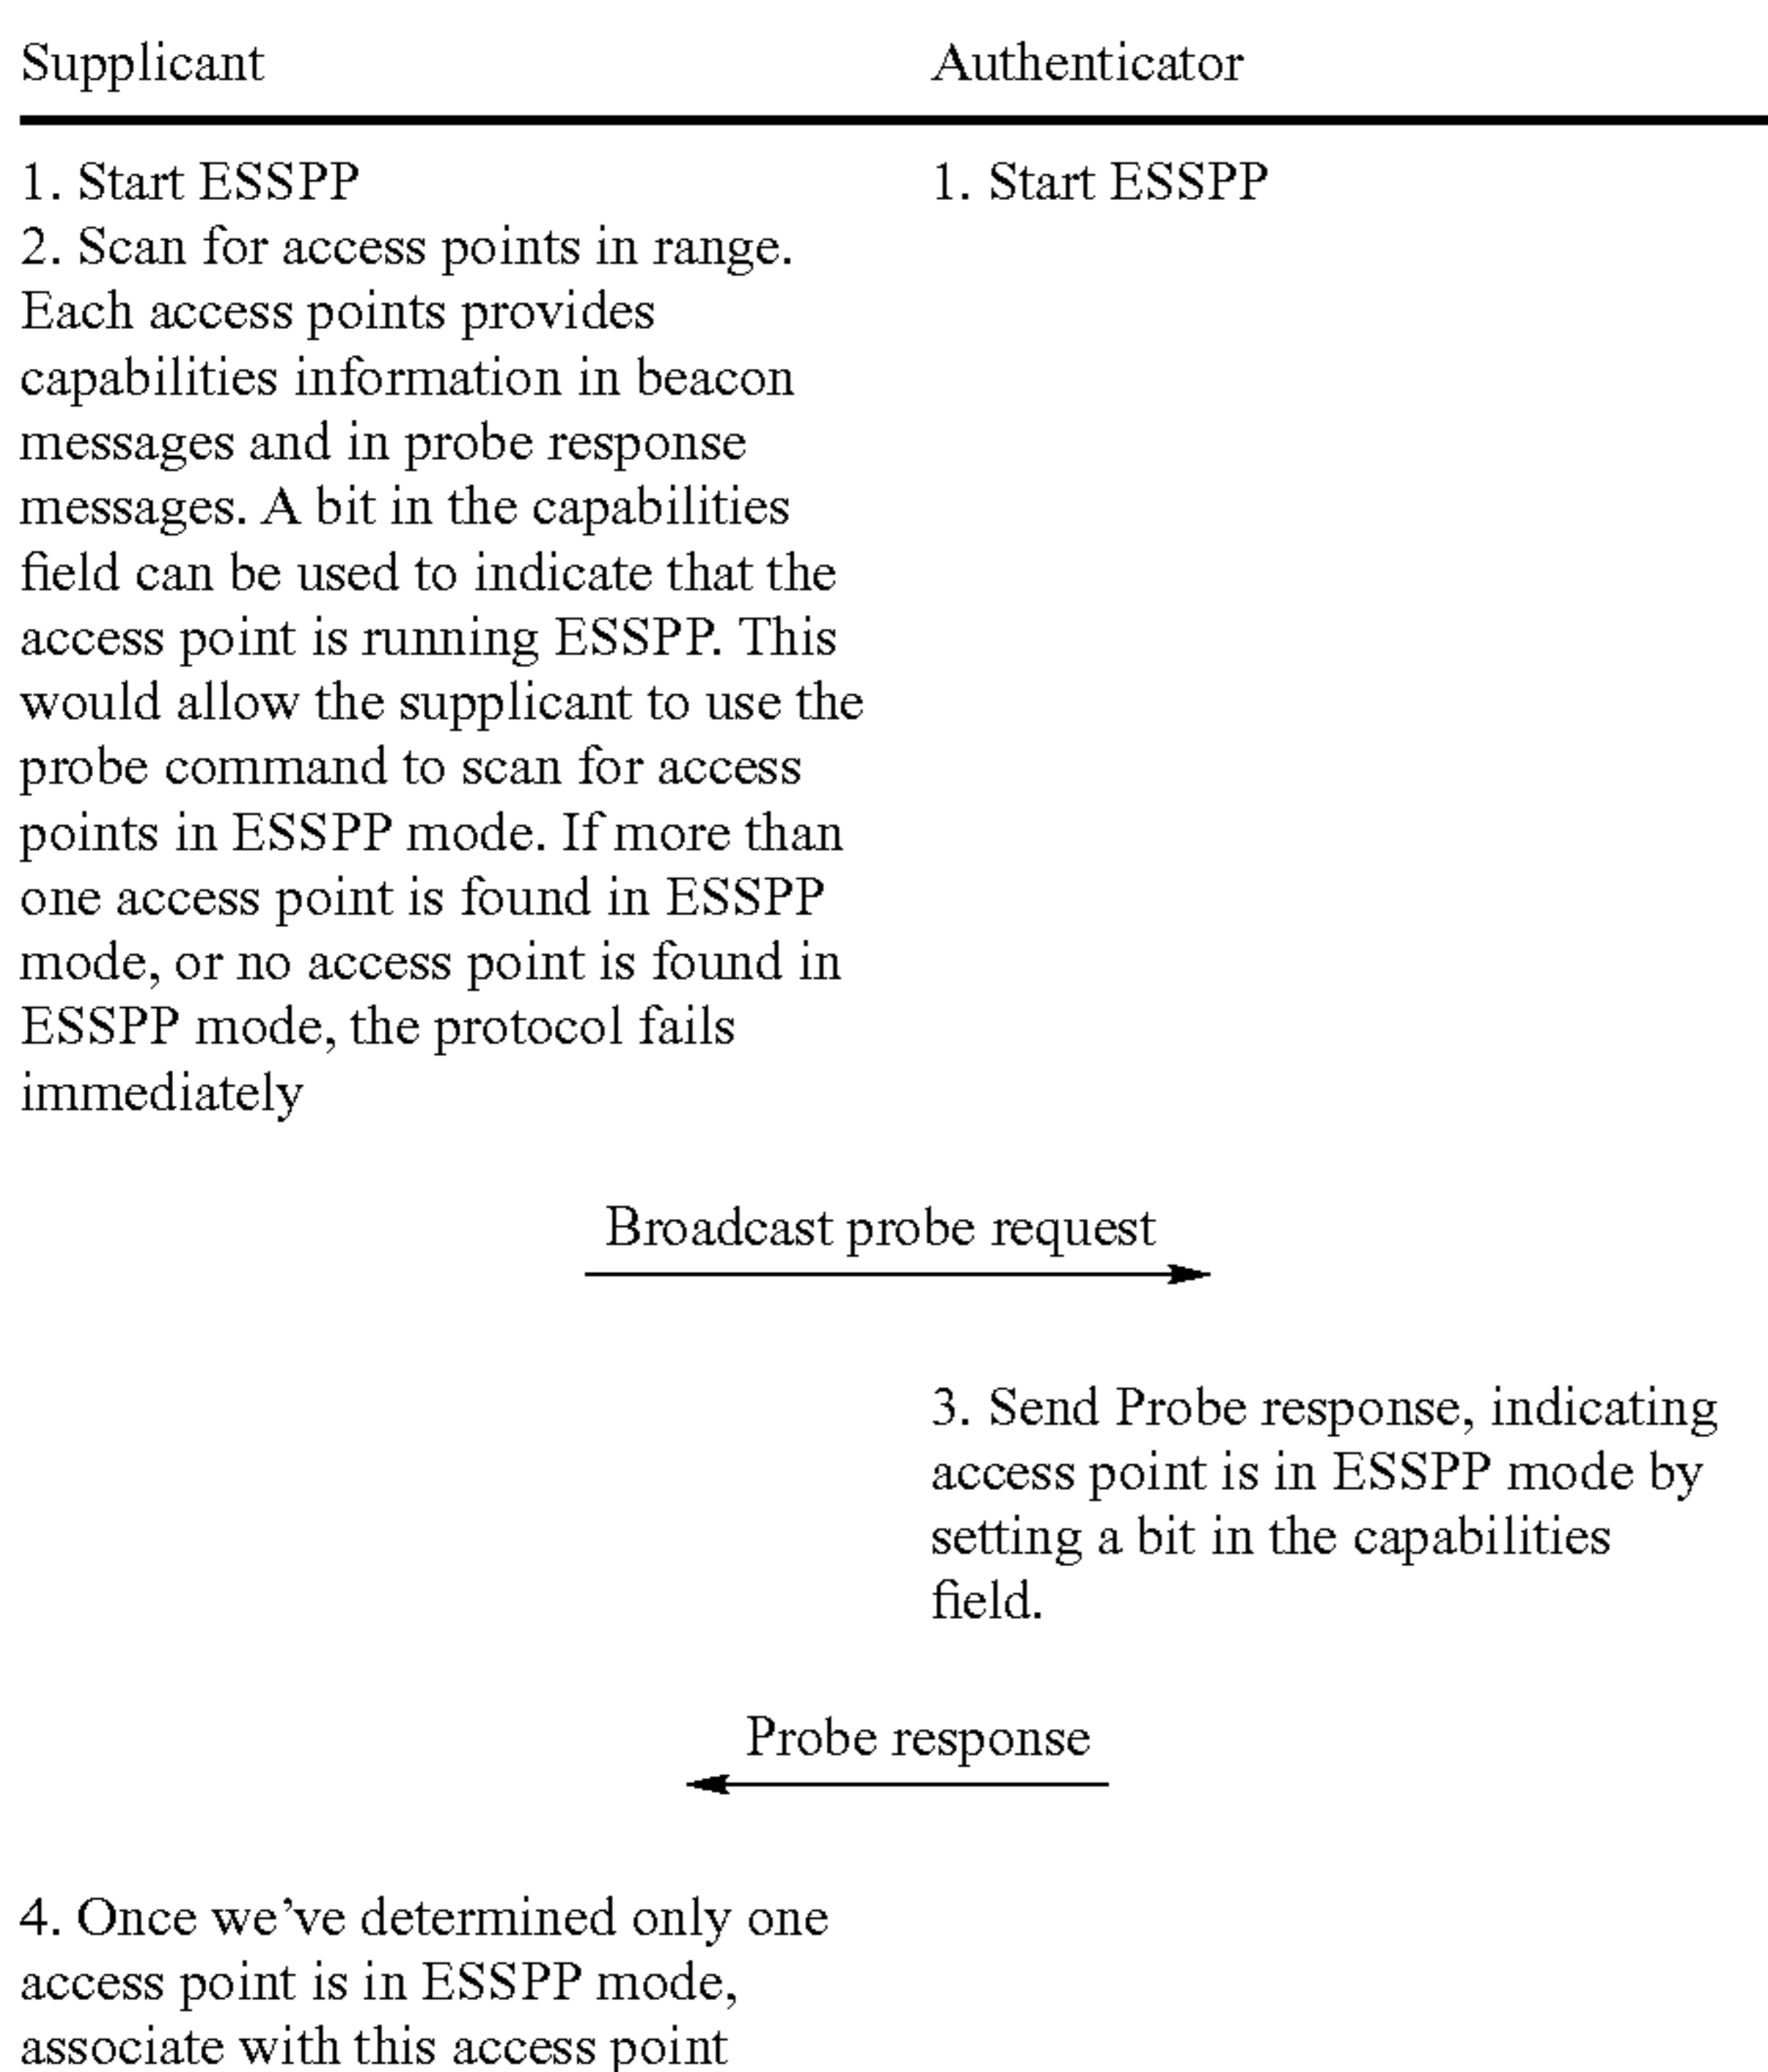 Supplicant Authenticator
1. Start ESSPP 1. Start ESSPP
2. Scan for access points in range.
Each access points provides
capabilities information in beacon
messages and in probe response
messages. A bit in the capabilities
field can be used to indicate that the
access point is running ESSPP. This
would allow the supplicant to use the
probe command to scan for access
points in ESSPP mode. If more than
one access point is found in ESSPP
mode, or no access point is found in
ESSPP mode, the protocol fails
immediately
Broadcast probe request
3. Send Probe response, indicating
access point is in ESSPP mode by
setting a bit in the capabilities
field.
Probe response
4. Once we’ve determined only one
access point is in ESSPP mode,
associate with this access point